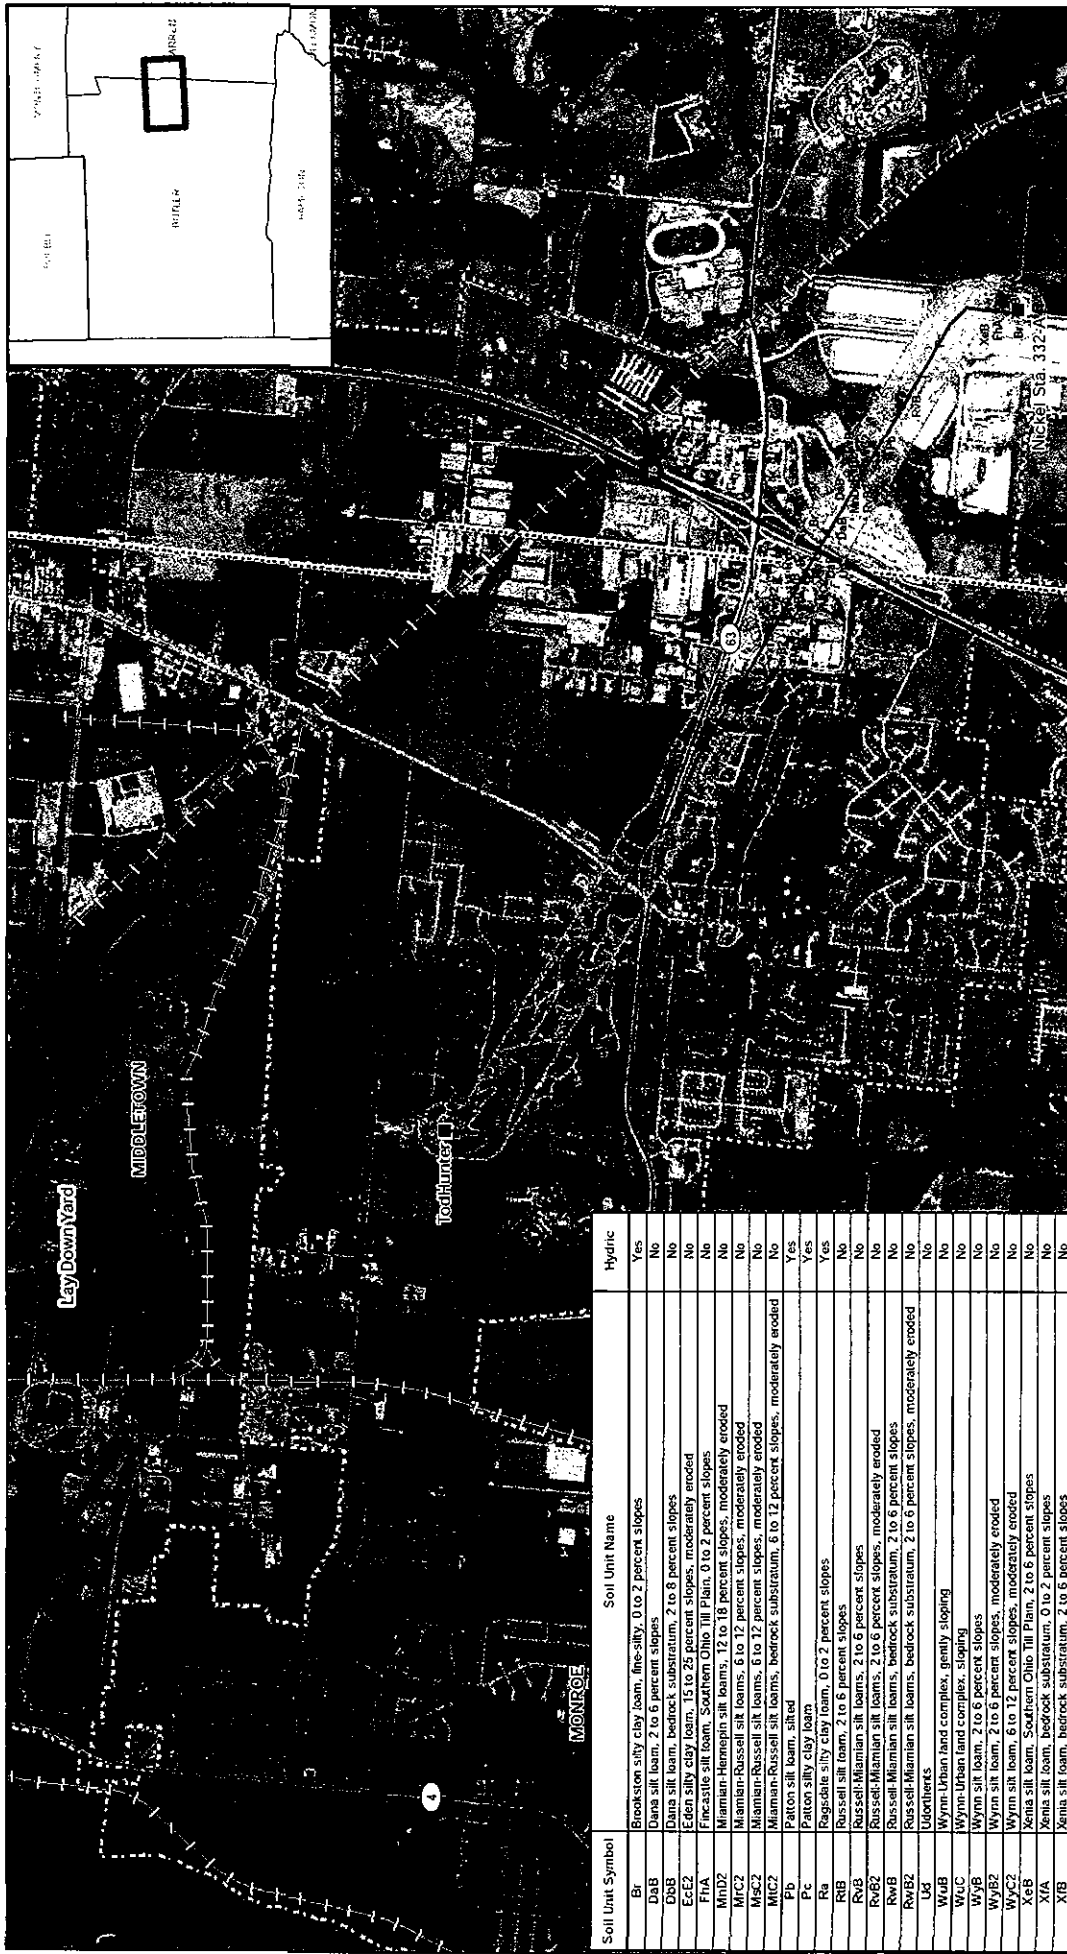 BUTLER
Lay Down Yard
MIDDLETOWN
TodHunter
MONROE
4
63
75
Nickel Sta. 332
XeB
FhA
Br
Soil Unit Symbol Soil Unit Name Hydric
Br Brookston silty clay loam, fine-silty, 0 to 2 percent slopes Yes
DaB Dana silt loam, 2 to 6 percent slopes No
DbB Dana silt loam, bedrock substratum, 2 to 8 percent slopes No
EcE2 Eden silty clay loam, 15 to 25 percent slopes, moderately eroded No
FhA Fincastle silt loam, Southern Ohio Till Plain, 0 to 2 percent slopes No
MnD2 Miamian-Hennepin silt loams, 12 to 18 percent slopes, moderately eroded No
MrC2 Miamian-Russell silt loams, 6 to 12 percent slopes, moderately eroded No
MsC2 Miamian-Russell silt loams, 6 to 12 percent slopes, moderately eroded No
MtC2 Miamian-Russell silt loams, bedrock substratum, 6 to 12 percent slopes, moderately eroded No
Pb Patton silt loam, silted Yes
Pc Patton silty clay loam Yes
Ra Ragsdale silty clay loam, 0 to 2 percent slopes Yes
RtB Russell silt loam, 2 to 6 percent slopes No
RvB Russell-Miamian silt loams, 2 to 6 percent slopes No
RvB2 Russell-Miamian silt loams, 2 to 6 percent slopes, moderately eroded No
RwB Russell-Miamian silt loams, bedrock substratum, 2 to 6 percent slopes No
RwB2 Russell-Miamian silt loams, bedrock substratum, 2 to 6 percent slopes, moderately eroded No
Ud Udorthents No
WuB Wynn-Urban land complex, gently sloping No
WuC Wynn-Urban land complex, sloping No
WyB Wynn silt loam, 2 to 6 percent slopes No
WyB2 Wynn silt loam, 2 to 6 percent slopes, moderately eroded No
WyC2 Wynn silt loam, 6 to 12 percent slopes, moderately eroded No
XeB Xenia silt loam, Southern Ohio Till Plain, 2 to 6 percent slopes No
XfA Xenia silt loam, bedrock substratum, 0 to 2 percent slopes No
XfB Xenia silt loam, bedrock substratum, 2 to 6 percent slopes No